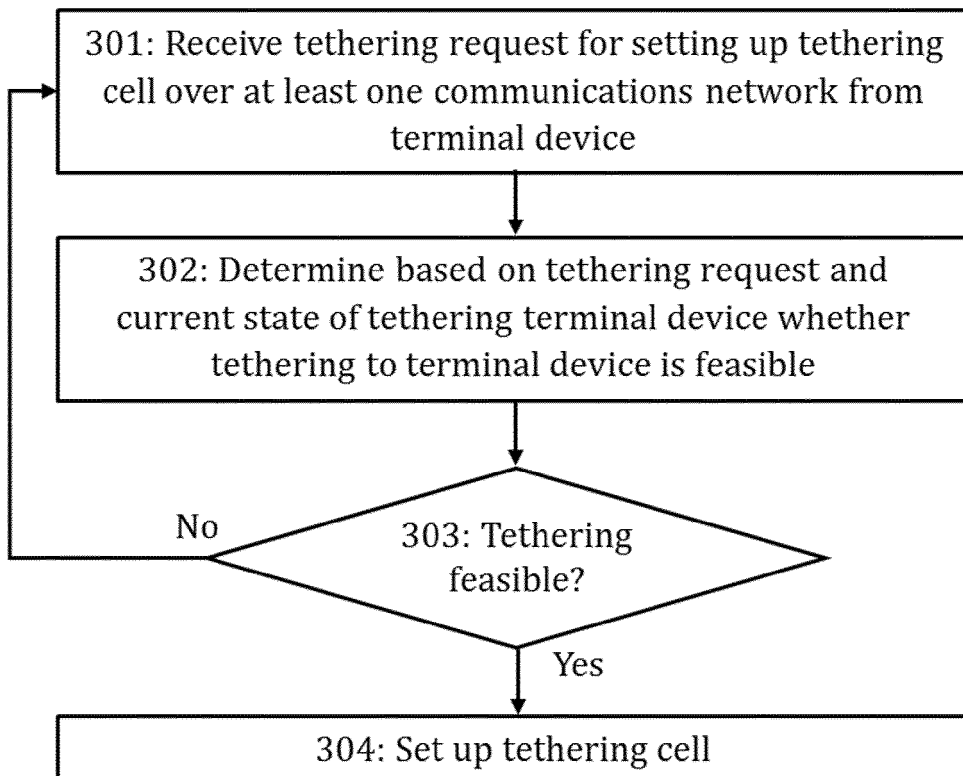 301: Receive tethering request for setting up tethering
cell over at least one communications network from
terminal device
302: Determine based on tethering request and
current state of tethering terminal device whether
tethering to terminal device is feasible
No
303: Tethering
feasible?
Yes
304: Set up tethering cell